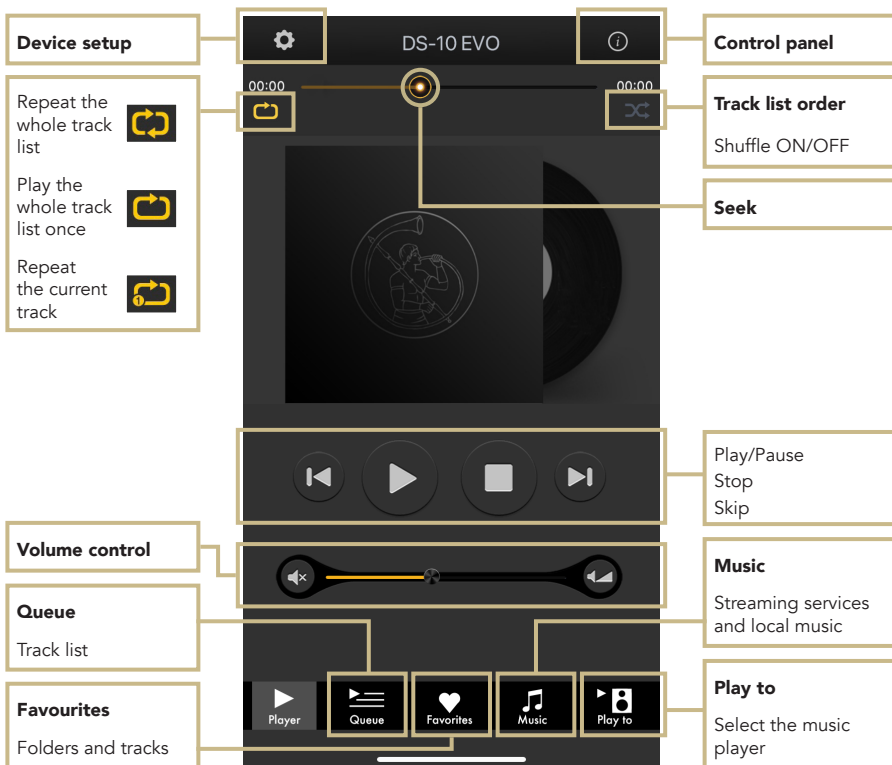 Device setup
DS-10 EVO
Control panel
Repeat the
whole track
list
Play the
whole track
list once
Repeat
the current
track
1
00:00
00:00
Track list order
Shuffle ON/OFF
Seek
Play/Pause
Stop
Skip
Volume control
Queue
Track list
Favourites
Folders and tracks
Music
Streaming services
and local music
Play to
Select the music
player
Player
Queue
Favorites
Music
Play to